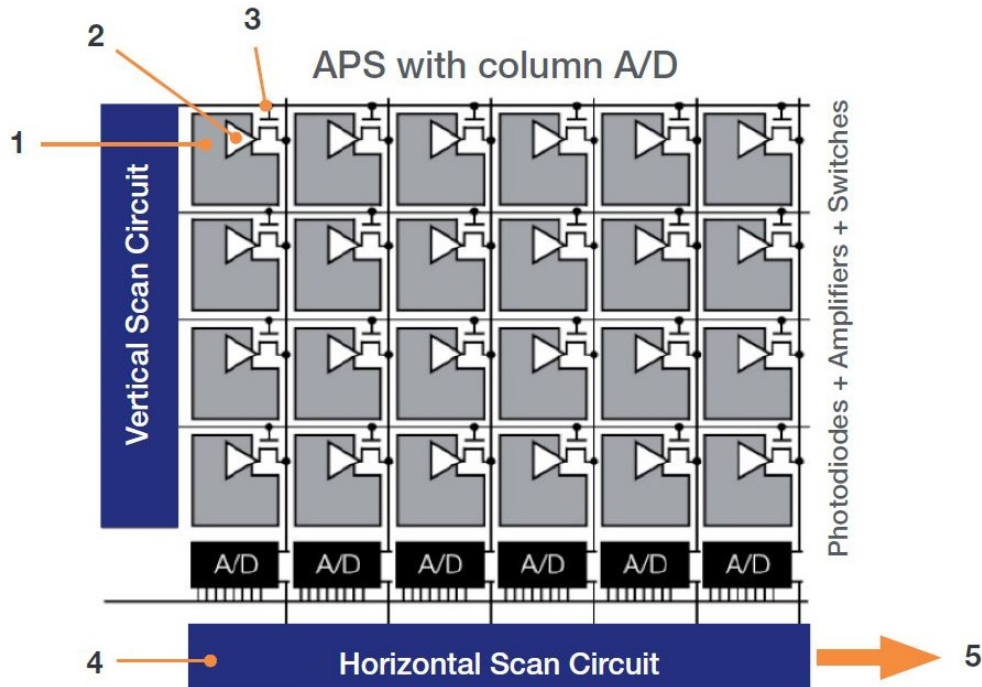 3
2
APS with column A/D
1
Vertical Scan Circuit
Photodiodes + Amplifiers + Switches
A/D A/D A/D A/D A/D A/D
4
Horizontal Scan Circuit
5